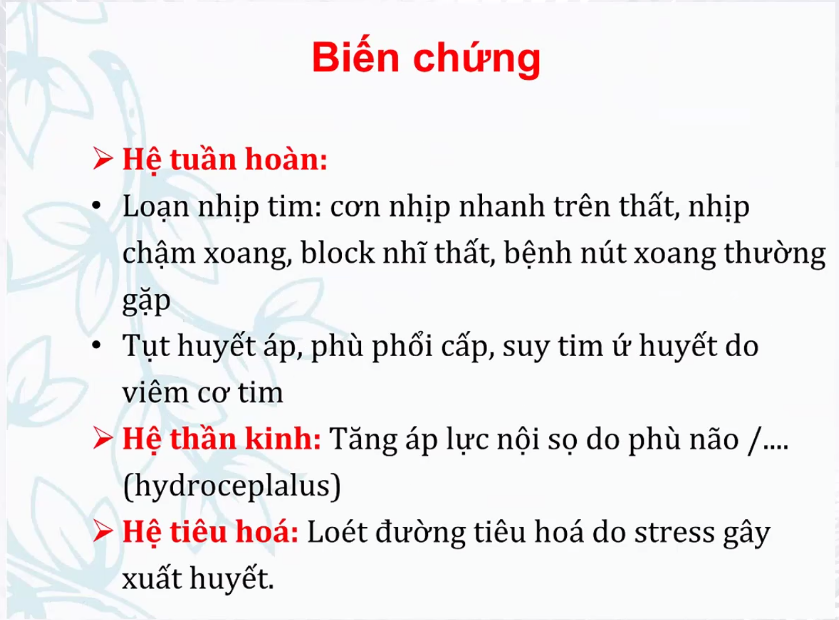 Biến chứng
➢ Hệ tuần hoàn:
• Loạn nhịp tim: cơn nhịp nhanh trên thất, nhịp
chậm xoang, block nhĩ thất, bệnh nút xoang thường
gặp
• Tụt huyết áp, phù phổi cấp, suy tim ứ huyết do
viêm cơ tim
➢ Hệ thần kinh: Tăng áp lực nội sọ do phù não /....
(hydroceplalus)
➢ Hệ tiêu hoá: Loét đường tiêu hoá do stress gây
xuất huyết.